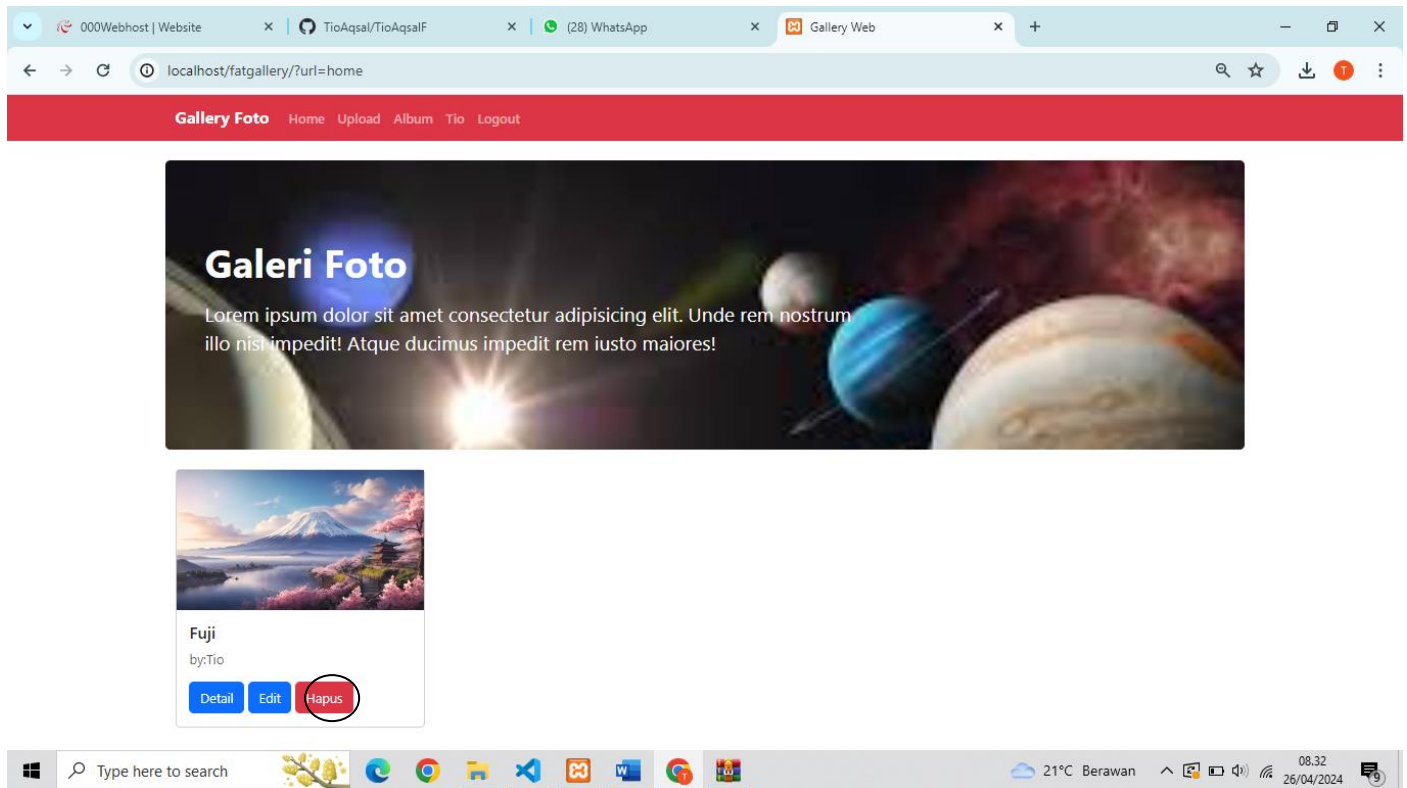 000Webhost | Website
TioAqsal/TioAqsalF
(28) WhatsApp
Gallery Web
localhost/fatgallery/?url=home
T
Gallery Foto Home Upload Album Tio Logout
Galeri Foto
Lorem ipsum dolor sit amet consectetur adipisicing elit. Unde rem nostrum
illo nisi impedit! Atque ducimus impedit rem iusto maiores!
Fuji
by:Tio
Detail Edit Hapus
Type here to search
21°C Berawan
08.32
26/04/2024
9